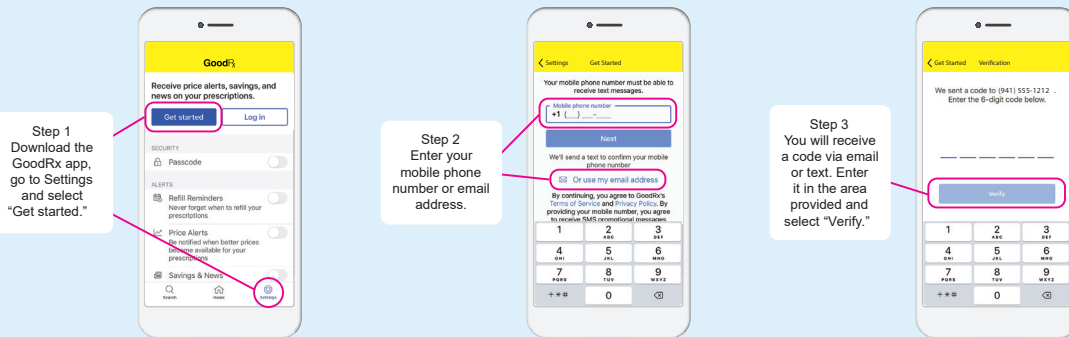 Step 1
Download the
GoodRx app,
go to Settings
and select
“Get started.”
GoodRx
Receive price alerts, savings, and
news on your prescriptions.
Get started
Log in
SECURITY
Passcode
ALERTS
Refill Reminders
Never forget when to refill your
prescriptions
Price Alerts
Be notified when better prices
become available for your
prescriptions
Savings & News
Search
Home
Settings
Step 2
Enter your
mobile phone
number or email
address.
Settings
Get Started
Your mobile phone number must be able to
receive text messages.
Mobile phone number
+1 (__) ___-____
Next
We'll send a text to confirm your mobile
phone number
Or use my email address
By continuing, you agree to GoodRx's
Terms of Service and Privacy Policy. By
providing your mobile number, you agree
to receive SMS promotional messages
1 2 ABC 3 DEF
4 GHI 5 JKL 6 MNO
7 PQRS 8 TUV 9 WXYZ
+*# 0
Step 3
You will receive
a code via email
or text. Enter
it in the area
provided and
select “Verify.”
Get Started
Verification
We sent a code to (941) 555-1212 .
Enter the 6-digit code below.
Verify
1 2 ABC 3 DEF
4 GHI 5 JKL 6 MNO
7 PQRS 8 TUV 9 WXYZ
+*# 0